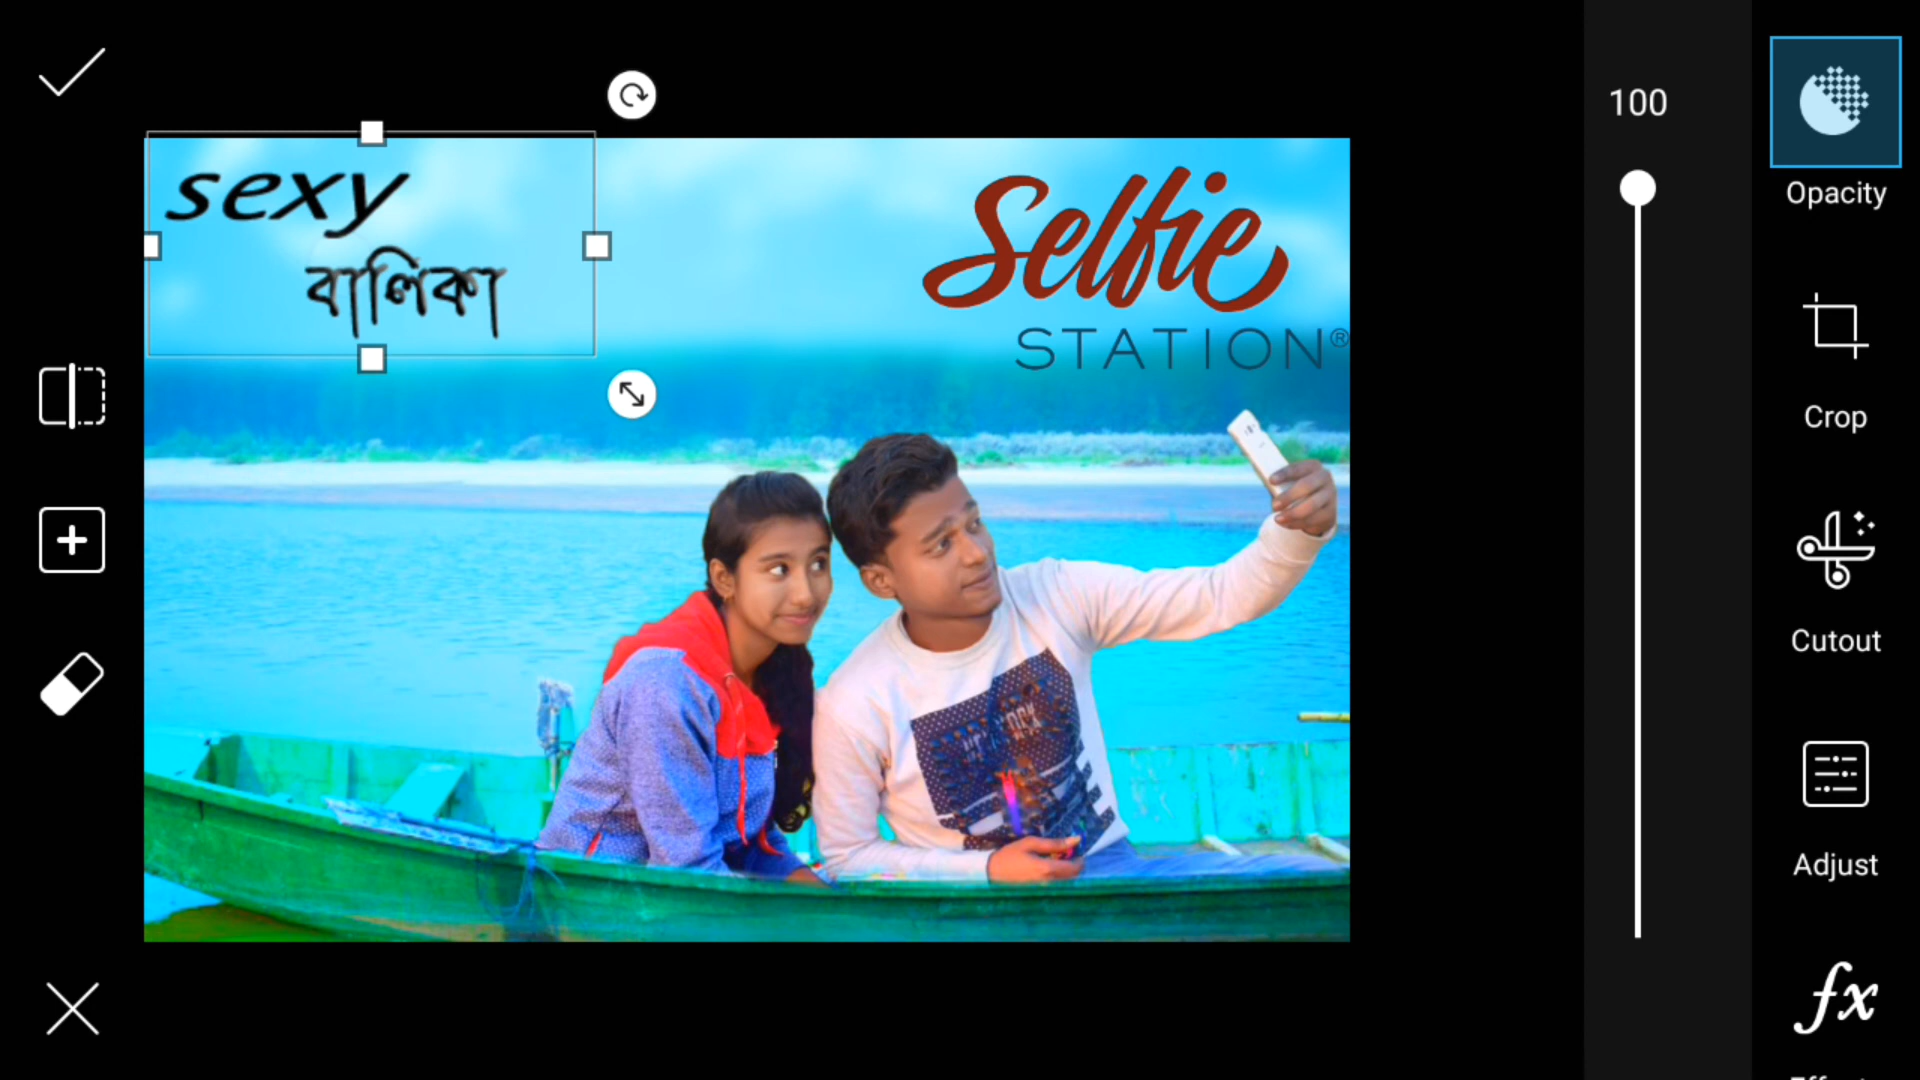 sexy
বালিকা
Selfie
STATION®
100
Opacity
Crop
Cutout
Adjust
fx